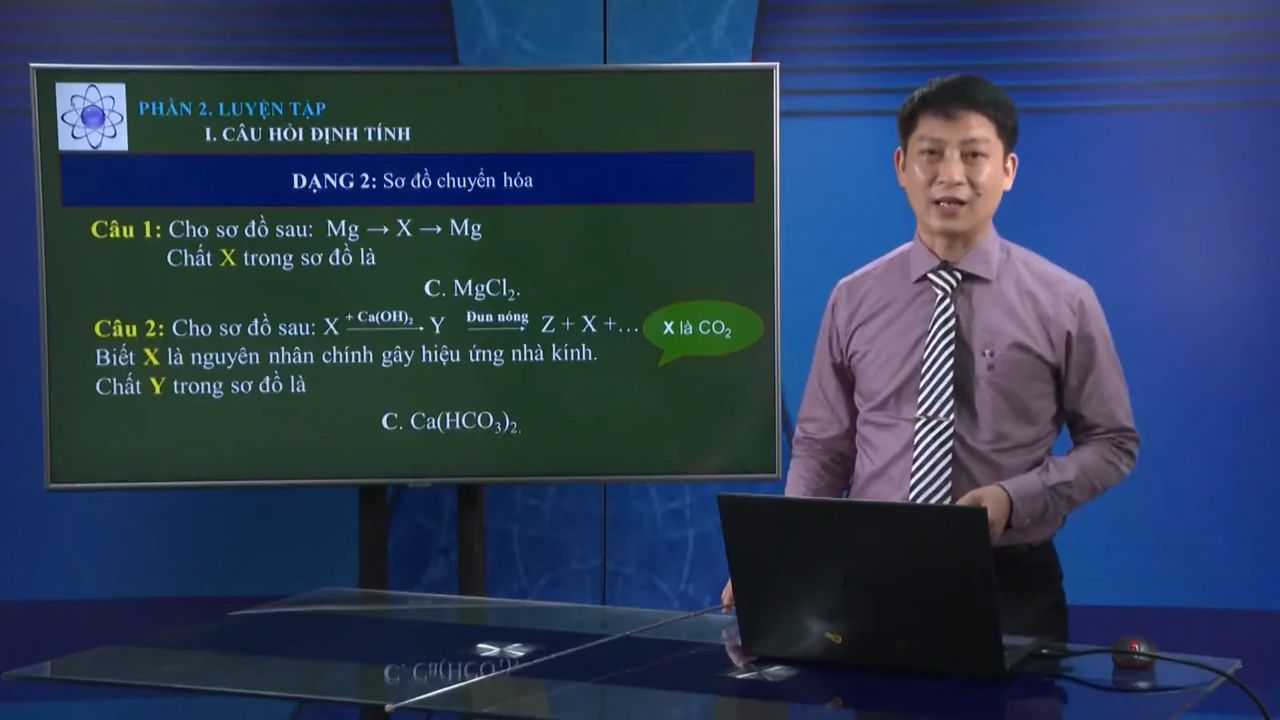 PHẦN 2. LUYỆN TẬP
I. CÂU HỎI ĐỊNH TÍNH
DẠNG 2: Sơ đồ chuyển hóa
Câu 1: Cho sơ đồ sau: Mg → X → Mg
Chất X trong sơ đồ là
C. MgCl₂.
Câu 2: Cho sơ đồ sau: X + Ca(OH)₂ → Y Đun nóng → Z + X +...
X là CO₂
Biết X là nguyên nhân chính gây hiệu ứng nhà kính.
Chất Y trong sơ đồ là
C. Ca(HCO₃)₂.